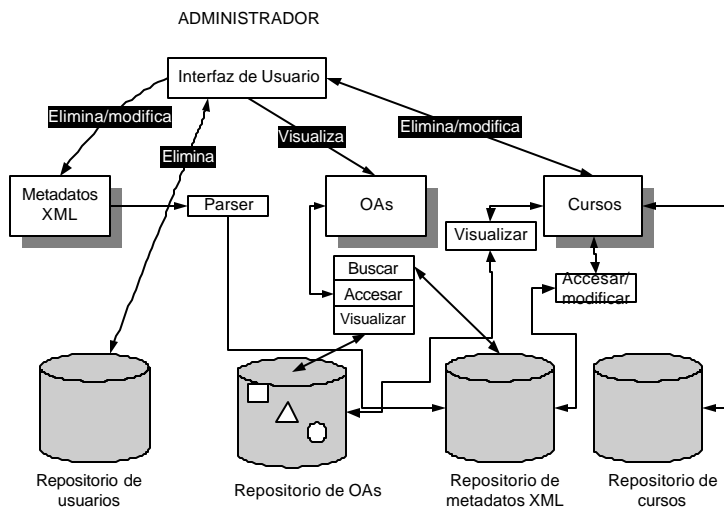 ADMINISTRADOR
Interfaz de Usuario
Elimina/modifica
Elimina
Visualiza
Elimina/modifica
Metadatos
XML
Parser
OAs
Cursos
Visualizar
Buscar
Accesar
Visualizar
Accesar/
modificar
Repositorio de
usuarios
Repositorio de OAs
Repositorio de
metadatos XML
Repositorio de
cursos